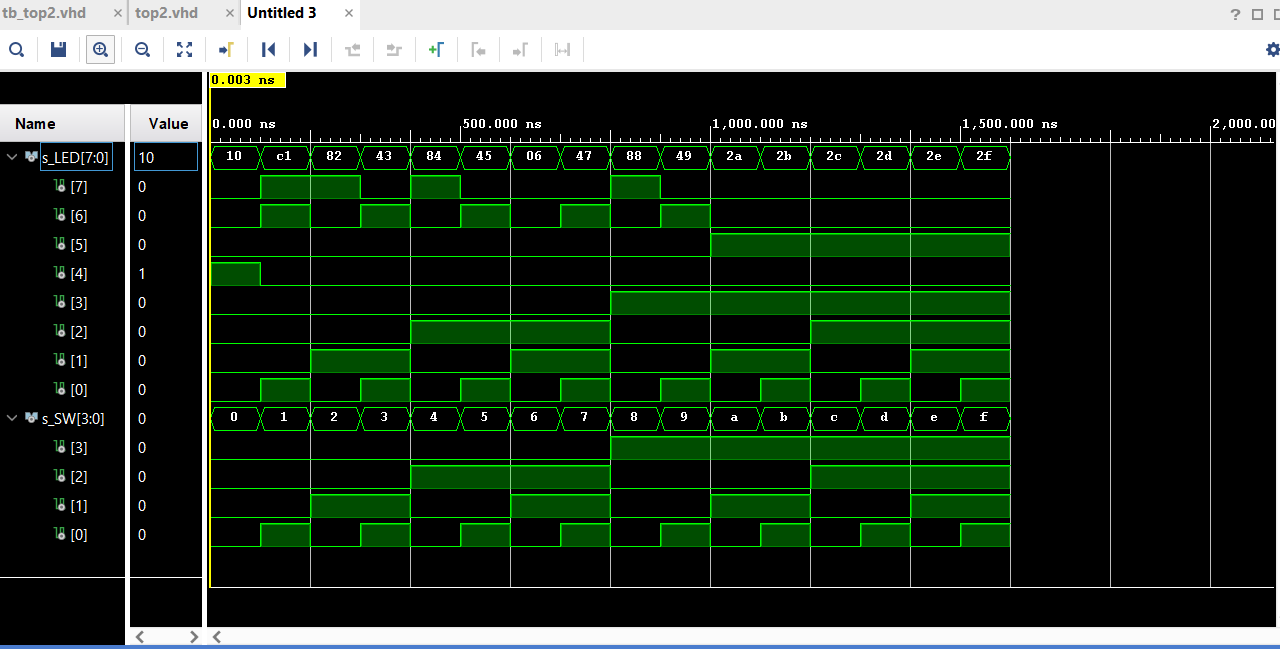 tb_top2.vhd × top2.vhd × Untitled 3 × ?
0.003 ns
Name Value 0.000 ns 500.000 ns 1,000.000 ns 1,500.000 ns 2,000.00
s_LED[7:0] 10 10 c1 82 43 84 45 06 47 88 49 2a 2b 2c 2d 2e 2f
[7] 0
[6] 0
[5] 0
[4] 1
[3] 0
[2] 0
[1] 0
[0] 0
s_SW[3:0] 0 0 1 2 3 4 5 6 7 8 9 a b c d e f
[3] 0
[2] 0
[1] 0
[0] 0